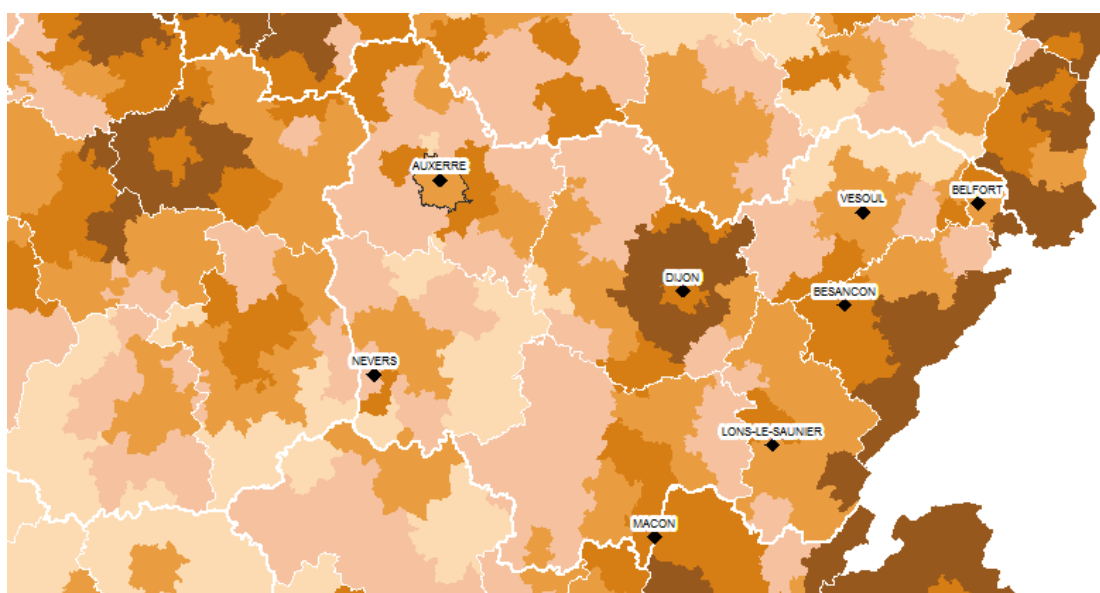 AUXERRE
BELFORT
VESOUL
DIJON
BESANCON
NEVERS
LONS-LE-SAUNIER
MACON